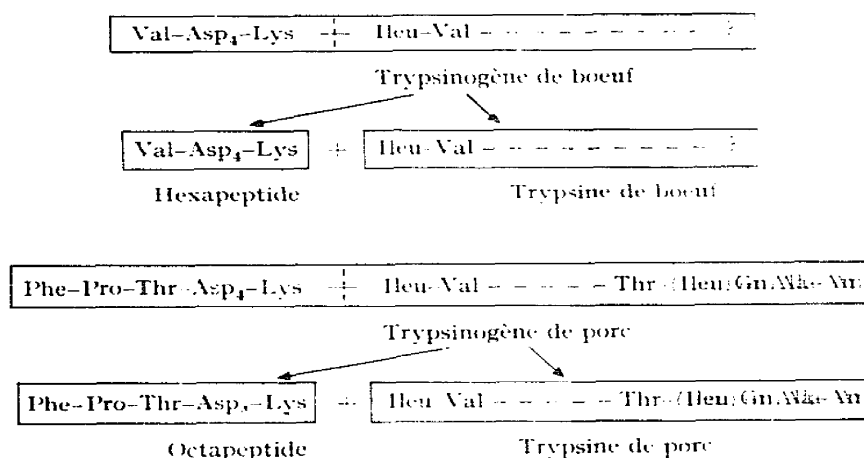 Val–Asp₄–Lys Ileu–Val – – – – – – – – – – ?
Trypsinogène de boeuf
Val–Asp₄–Lys + Ileu–Val – – – – – – – – – – ?
Hexapeptide Trypsine de boeuf
Phe–Pro–Thr–Asp₄–Lys Ileu–Val – – – – – Thr–(Ileu,
Trypsinogène de porc
Phe–Pro–Thr–Asp₄–Lys + Ileu–Val – – – – – Thr–(Ileu,
Octapeptide Trypsine de porc